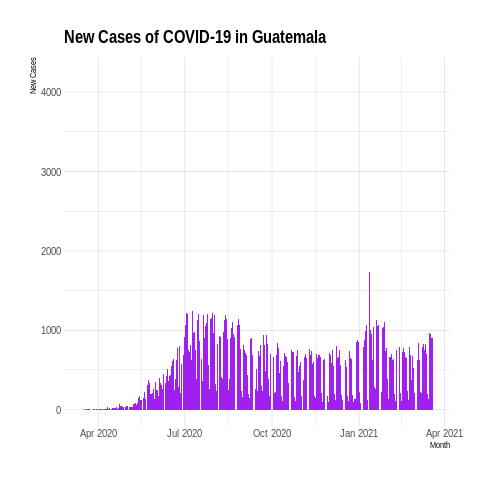 New Cases of COVID-19 in Guatemala
New Cases
4000
3000
2000
1000
0
Apr 2020 Jul 2020 Oct 2020 Jan 2021 Apr 2021
Month